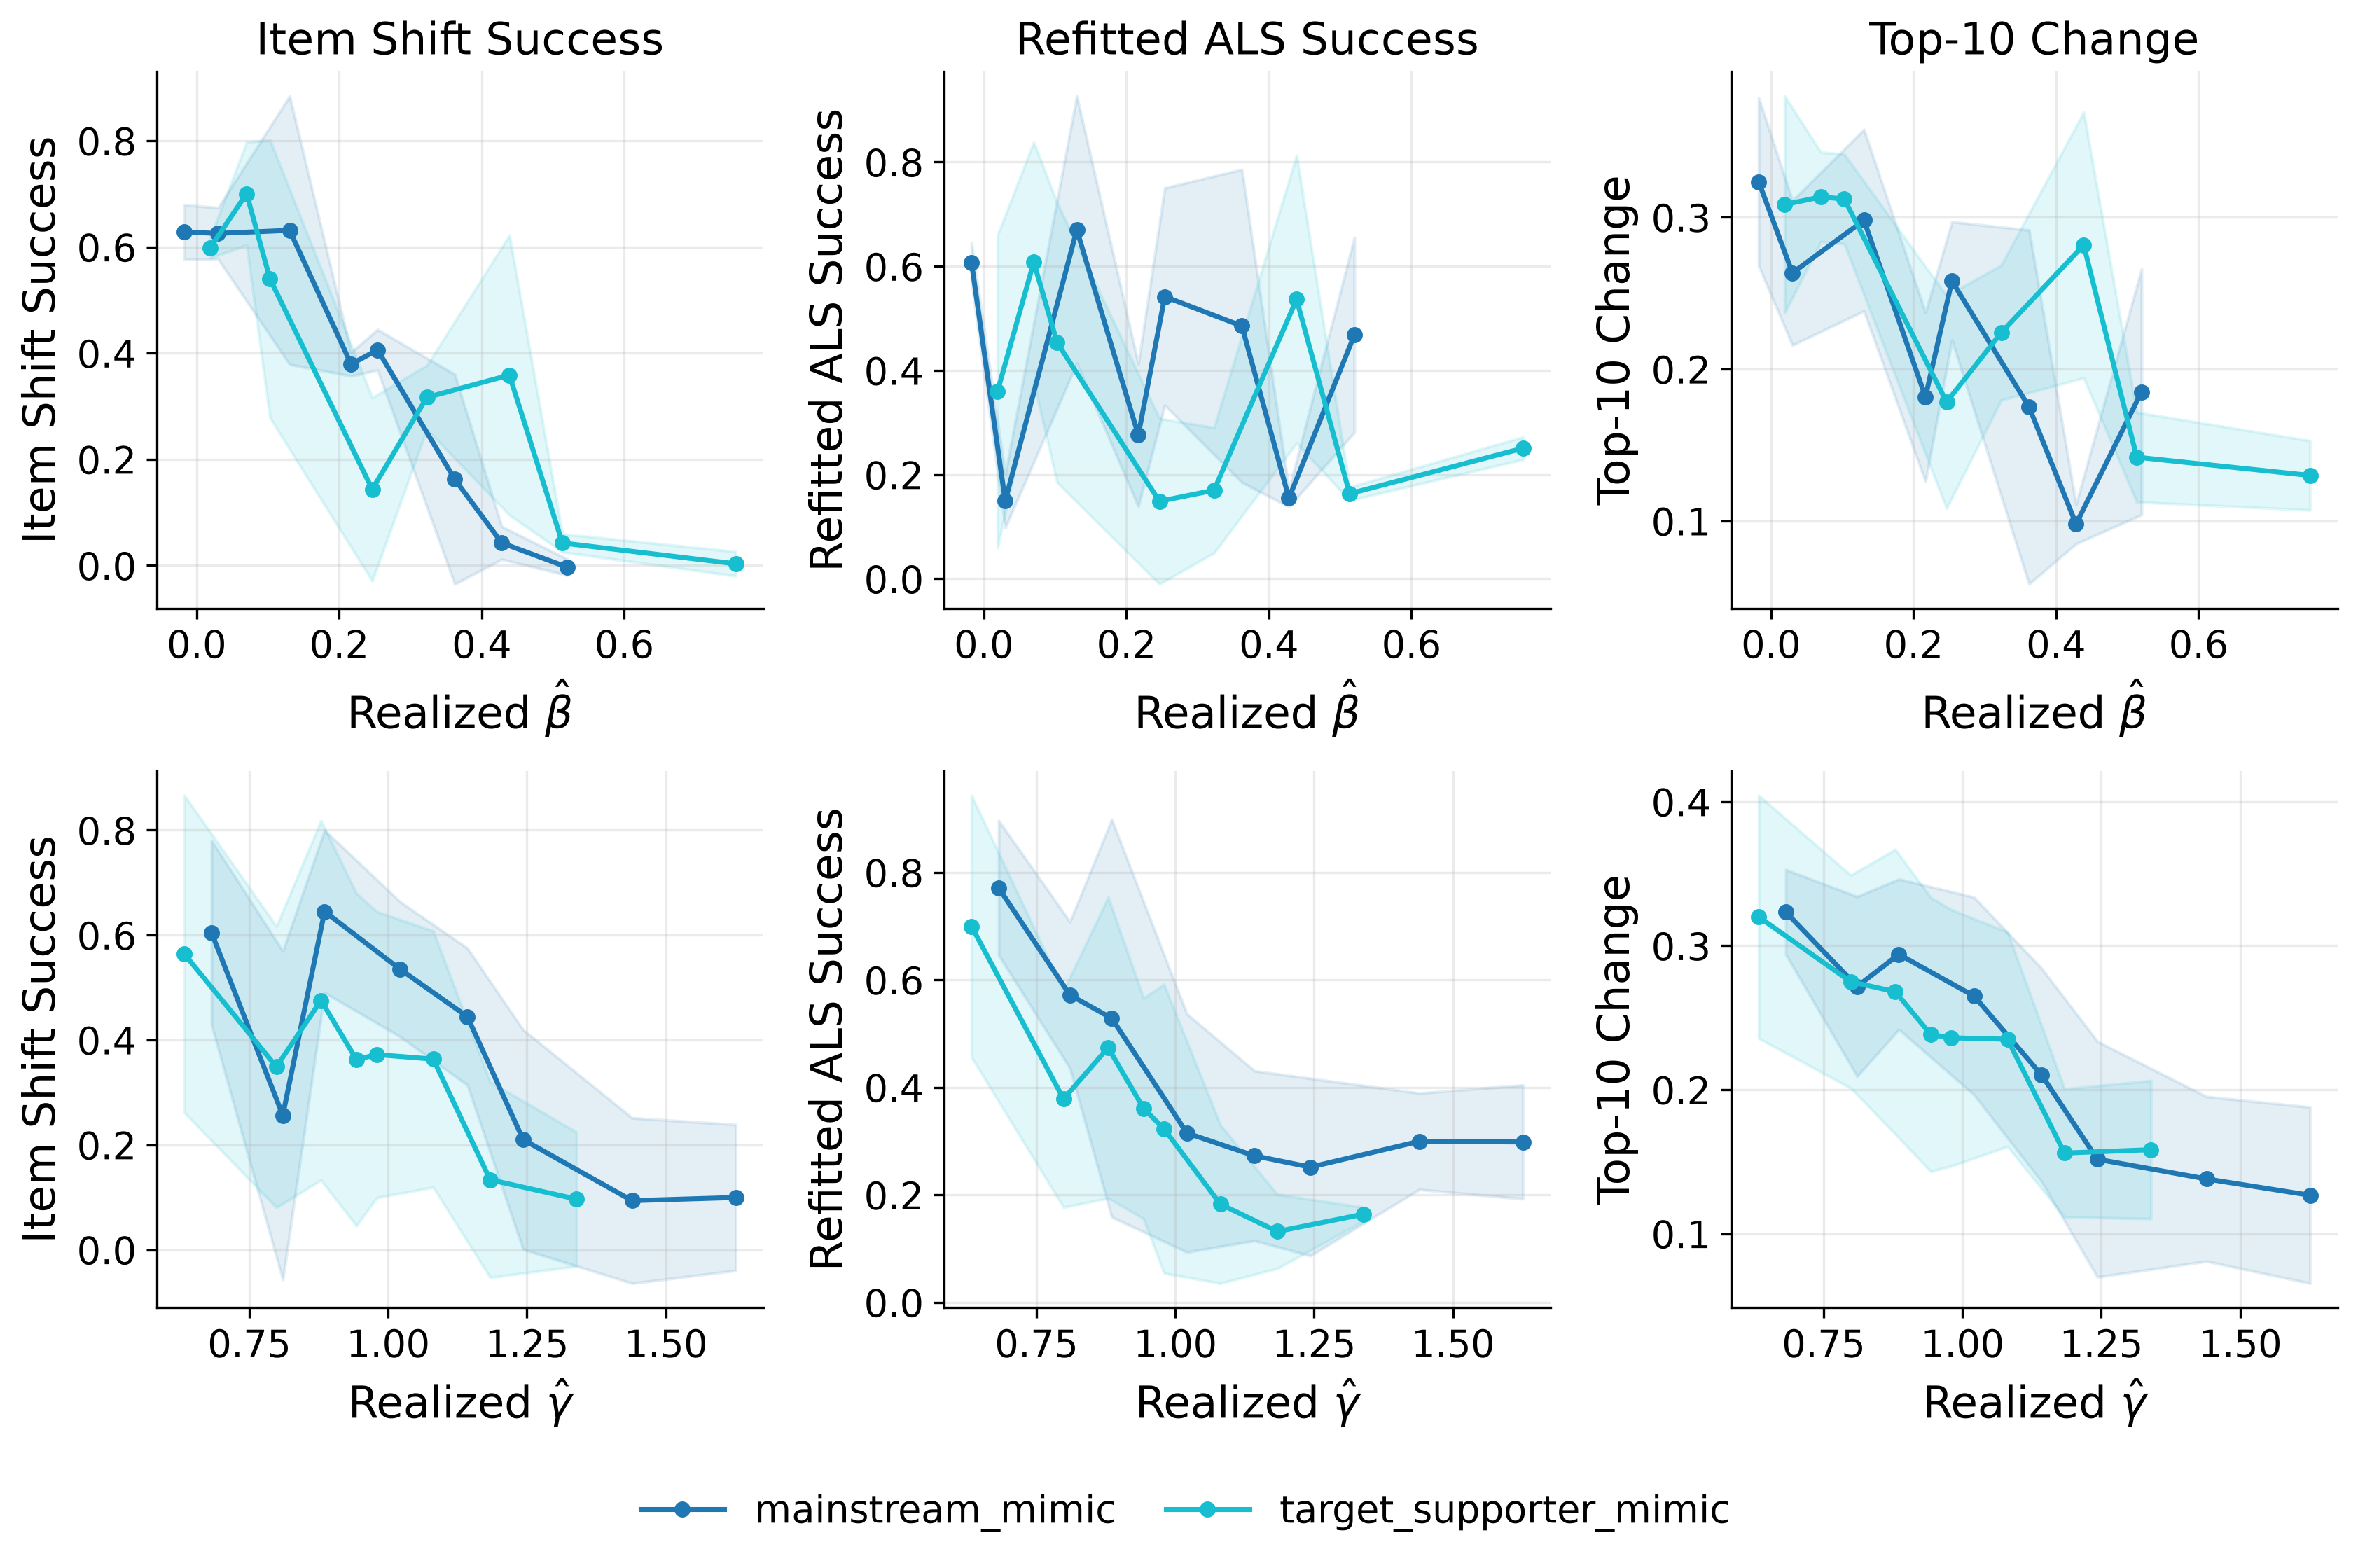 Item Shift Success
Refitted ALS Success
Top-10 Change
Item Shift Success
0.8
0.6
0.4
0.2
0.0
0.0 0.2 0.4 0.6
Realized β̂
Refitted ALS Success
0.8
0.6
0.4
0.2
0.0
0.0 0.2 0.4 0.6
Realized β̂
Top-10 Change
0.3
0.2
0.1
0.0 0.2 0.4 0.6
Realized β̂
Item Shift Success
0.8
0.6
0.4
0.2
0.0
0.75 1.00 1.25 1.50
Realized γ̂
Refitted ALS Success
0.8
0.6
0.4
0.2
0.0
0.75 1.00 1.25 1.50
Realized γ̂
Top-10 Change
0.4
0.3
0.2
0.1
0.75 1.00 1.25 1.50
Realized γ̂
mainstream_mimic
target_supporter_mimic